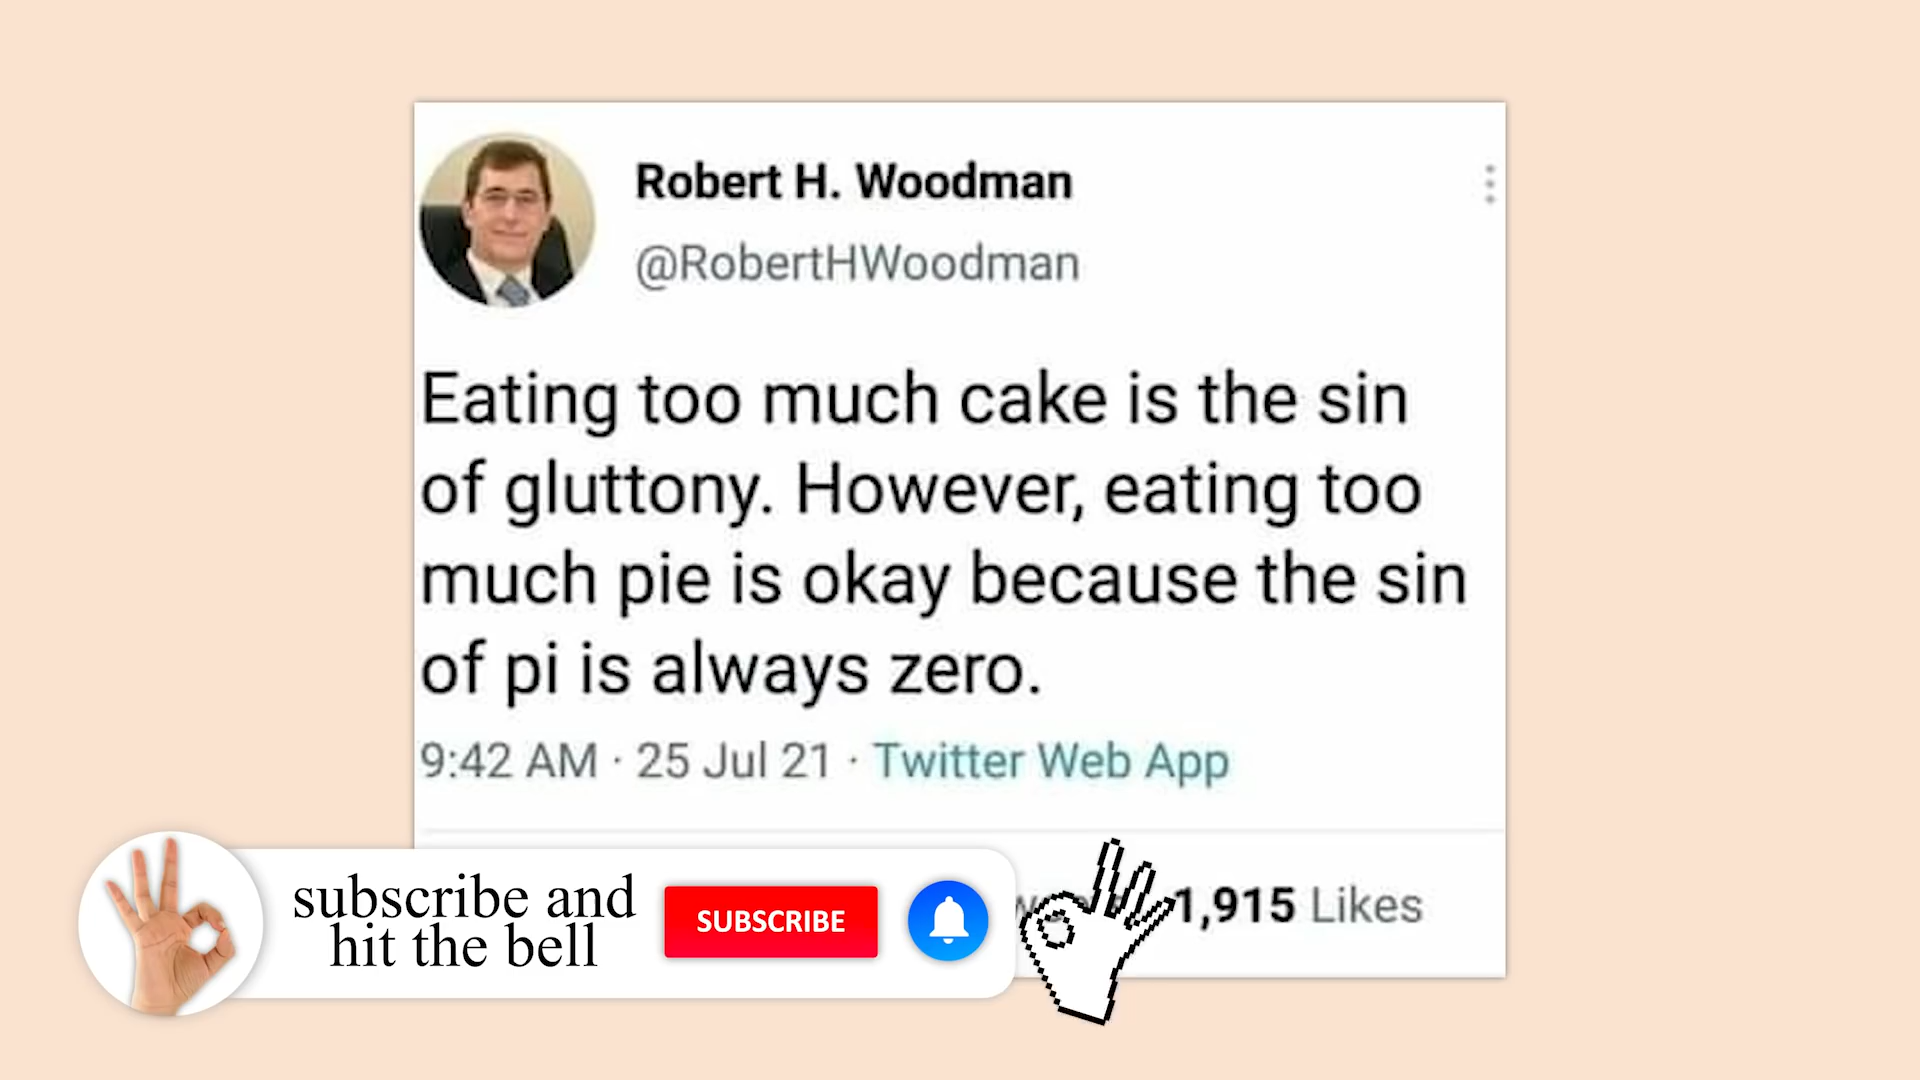 Robert H. Woodman
@RobertHWoodman
Eating too much cake is the sin
of gluttony. However, eating too
much pie is okay because the sin
of pi is always zero.
9:42 AM · 25 Jul 21 · Twitter Web App
1,915 Likes
subscribe and
hit the bell
SUBSCRIBE